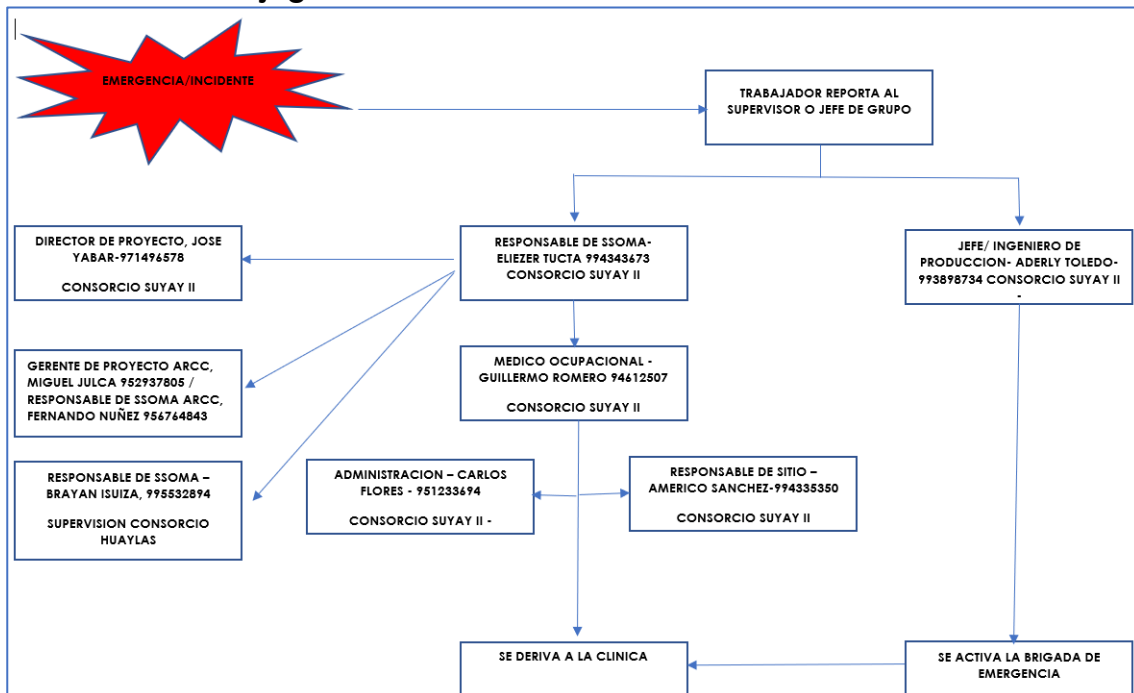 EMERGENCIA/INCIDENTE
TRABAJADOR REPORTA AL
SUPERVISOR O JEFE DE GRUPO
DIRECTOR DE PROYECTO, JOSE
YABAR-971496578
CONSORCIO SUYAY II
RESPONSABLE DE SSOMA-
ELIEZER TUCTA 994343673
CONSORCIO SUYAY II
JEFE/ INGENIERO DE
PRODUCCION- ADERLY TOLEDO-
993898734 CONSORCIO SUYAY II
-
GERENTE DE PROYECTO ARCC,
MIGUEL JULCA 952937805 /
RESPONSABLE DE SSOMA ARCC,
FERNANDO NUÑEZ 956764843
MEDICO OCUPACIONAL -
GUILLERMO ROMERO 94612507
CONSORCIO SUYAY II
RESPONSABLE DE SSOMA –
BRAYAN ISUIZA, 995532894
SUPERVISION CONSORCIO
HUAYLAS
ADMINISTRACION – CARLOS
FLORES - 951233694
CONSORCIO SUYAY II -
RESPONSABLE DE SITIO –
AMERICO SANCHEZ-994335350
CONSORCIO SUYAY II
SE DERIVA A LA CLINICA
SE ACTIVA LA BRIGADA DE
EMERGENCIA